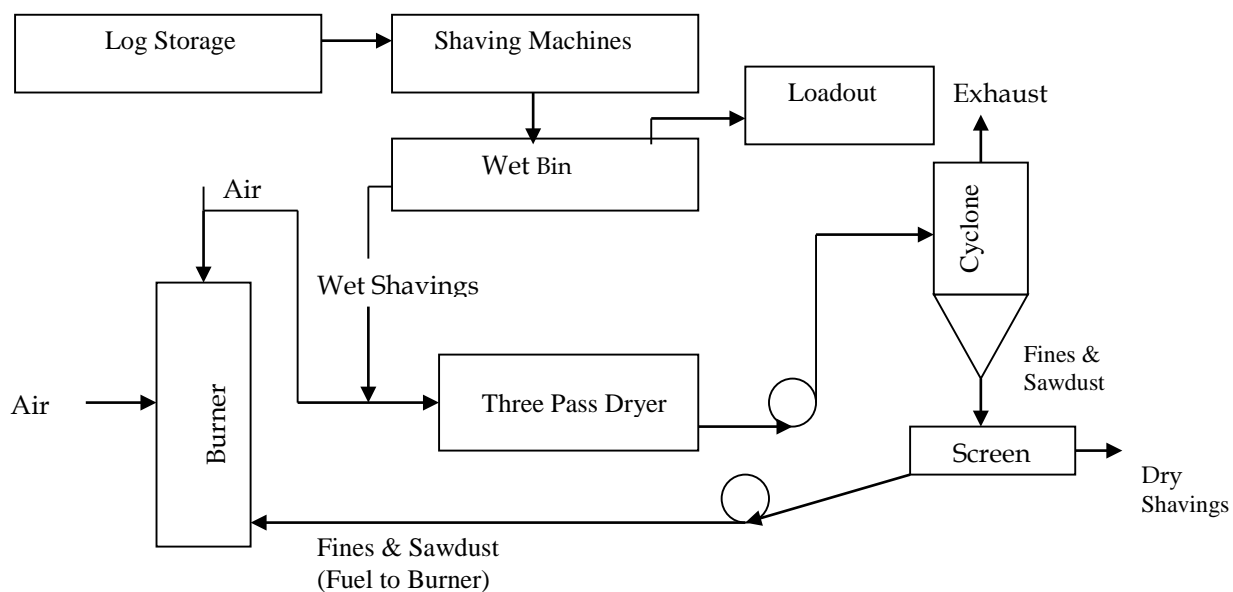 Log Storage
Shaving Machines
Loadout
Exhaust
Wet Bin
Air
Cyclone
Wet Shavings
Fines &
Sawdust
Air
Burner
Three Pass Dryer
Screen
Dry
Shavings
Fines & Sawdust
(Fuel to Burner)